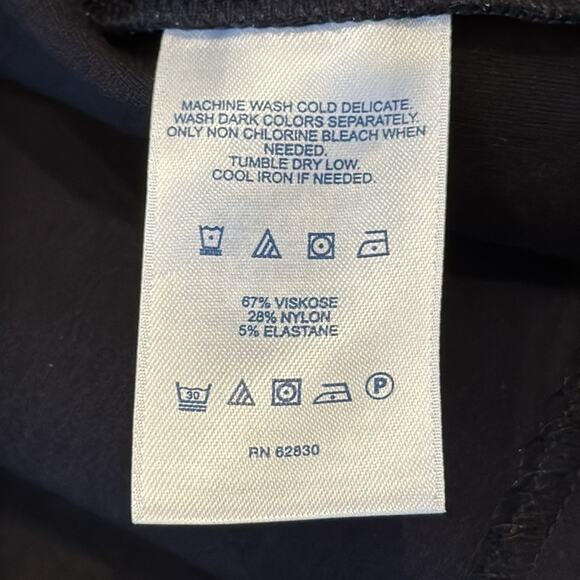 MACHINE WASH COLD DELICATE.
WASH DARK COLORS SEPARATELY.
ONLY NON CHLORINE BLEACH WHEN
NEEDED.
TUMBLE DRY LOW.
COOL IRON IF NEEDED.
67% VISKOSE
28% NYLON
5% ELASTANE
30 P
RN 62830